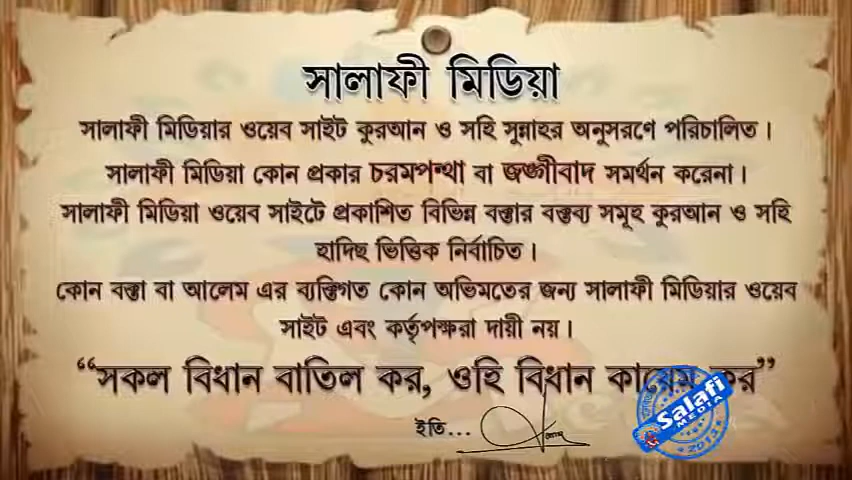 সালাফী মিডিয়া
সালাফী মিডিয়ার ওয়েব সাইট কুরআন ও সহি সুন্নাহর অনুসরণে পরিচালিত।
সালাফী মিডিয়া কোন প্রকার চরমপন্থা বা জঙ্গীবাদ সমর্থন করেনা।
সালাফী মিডিয়া ওয়েব সাইটে প্রকাশিত বিভিন্ন বক্তার বক্তব্য সমূহ কুরআন ও সহি
হাদিছ ভিত্তিক নির্বাচিত।
কোন বক্তা বা আলেম এর ব্যক্তিগত কোন অভিমতের জন্য সালাফী মিডিয়ার ওয়েব
সাইট এবং কর্তৃপক্ষরা দায়ী নয়।
“সকল বিধান বাতিল কর, ওহি বিধান কায়েম কর”
ইতি...
Salafi
MEDIA